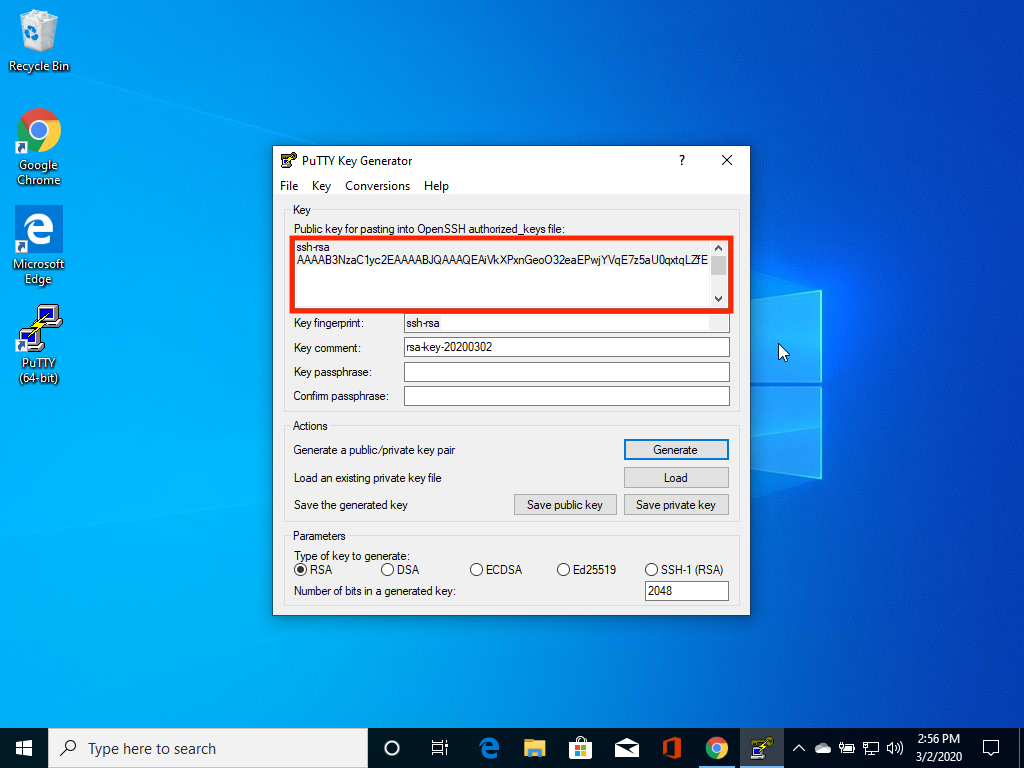 Recycle Bin
Google
Chrome
Microsoft
Edge
PuTTY
(64-bit)
PuTTY Key Generator
?
File Key Conversions Help
Key
Public key for pasting into OpenSSH authorized_keys file:
ssh-rsa
AAAAB3NzaC1yc2EAAAABJQAAAQEAiVkXPxnGeoO32eaEPwjYVqE7z5aU0qxtqLZfE
Key fingerprint: ssh-rsa
Key comment: rsa-key-20200302
Key passphrase:
Confirm passphrase:
Actions
Generate a public/private key pair Generate
Load an existing private key file Load
Save the generated key Save public key Save private key
Parameters
Type of key to generate:
RSA DSA ECDSA Ed25519 SSH-1 (RSA)
Number of bits in a generated key: 2048
Type here to search
2:56 PM
3/2/2020